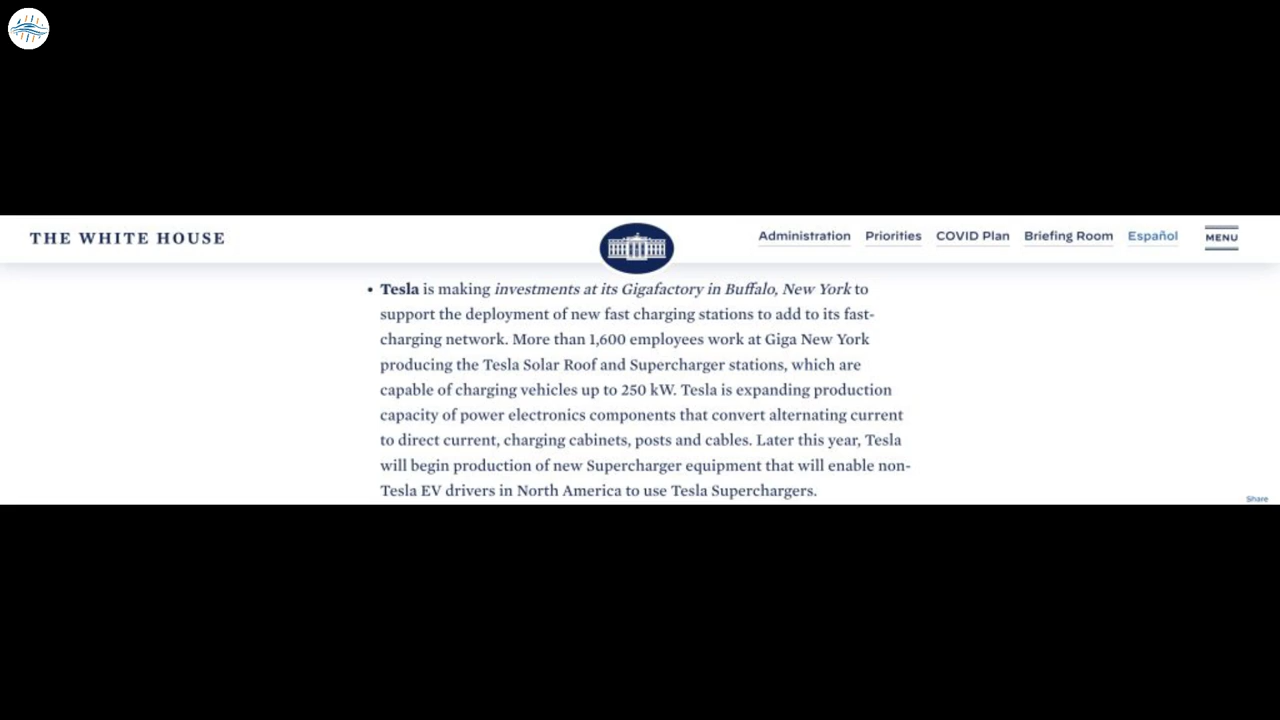 THE WHITE HOUSE
Administration Priorities COVID Plan Briefing Room Español MENU
• Tesla is making investments at its Gigafactory in Buffalo, New York to
support the deployment of new fast charging stations to add to its fast-
charging network. More than 1,600 employees work at Giga New York
producing the Tesla Solar Roof and Supercharger stations, which are
capable of charging vehicles up to 250 kW. Tesla is expanding production
capacity of power electronics components that convert alternating current
to direct current, charging cabinets, posts and cables. Later this year, Tesla
will begin production of new Supercharger equipment that will enable non-
Tesla EV drivers in North America to use Tesla Superchargers.
Share